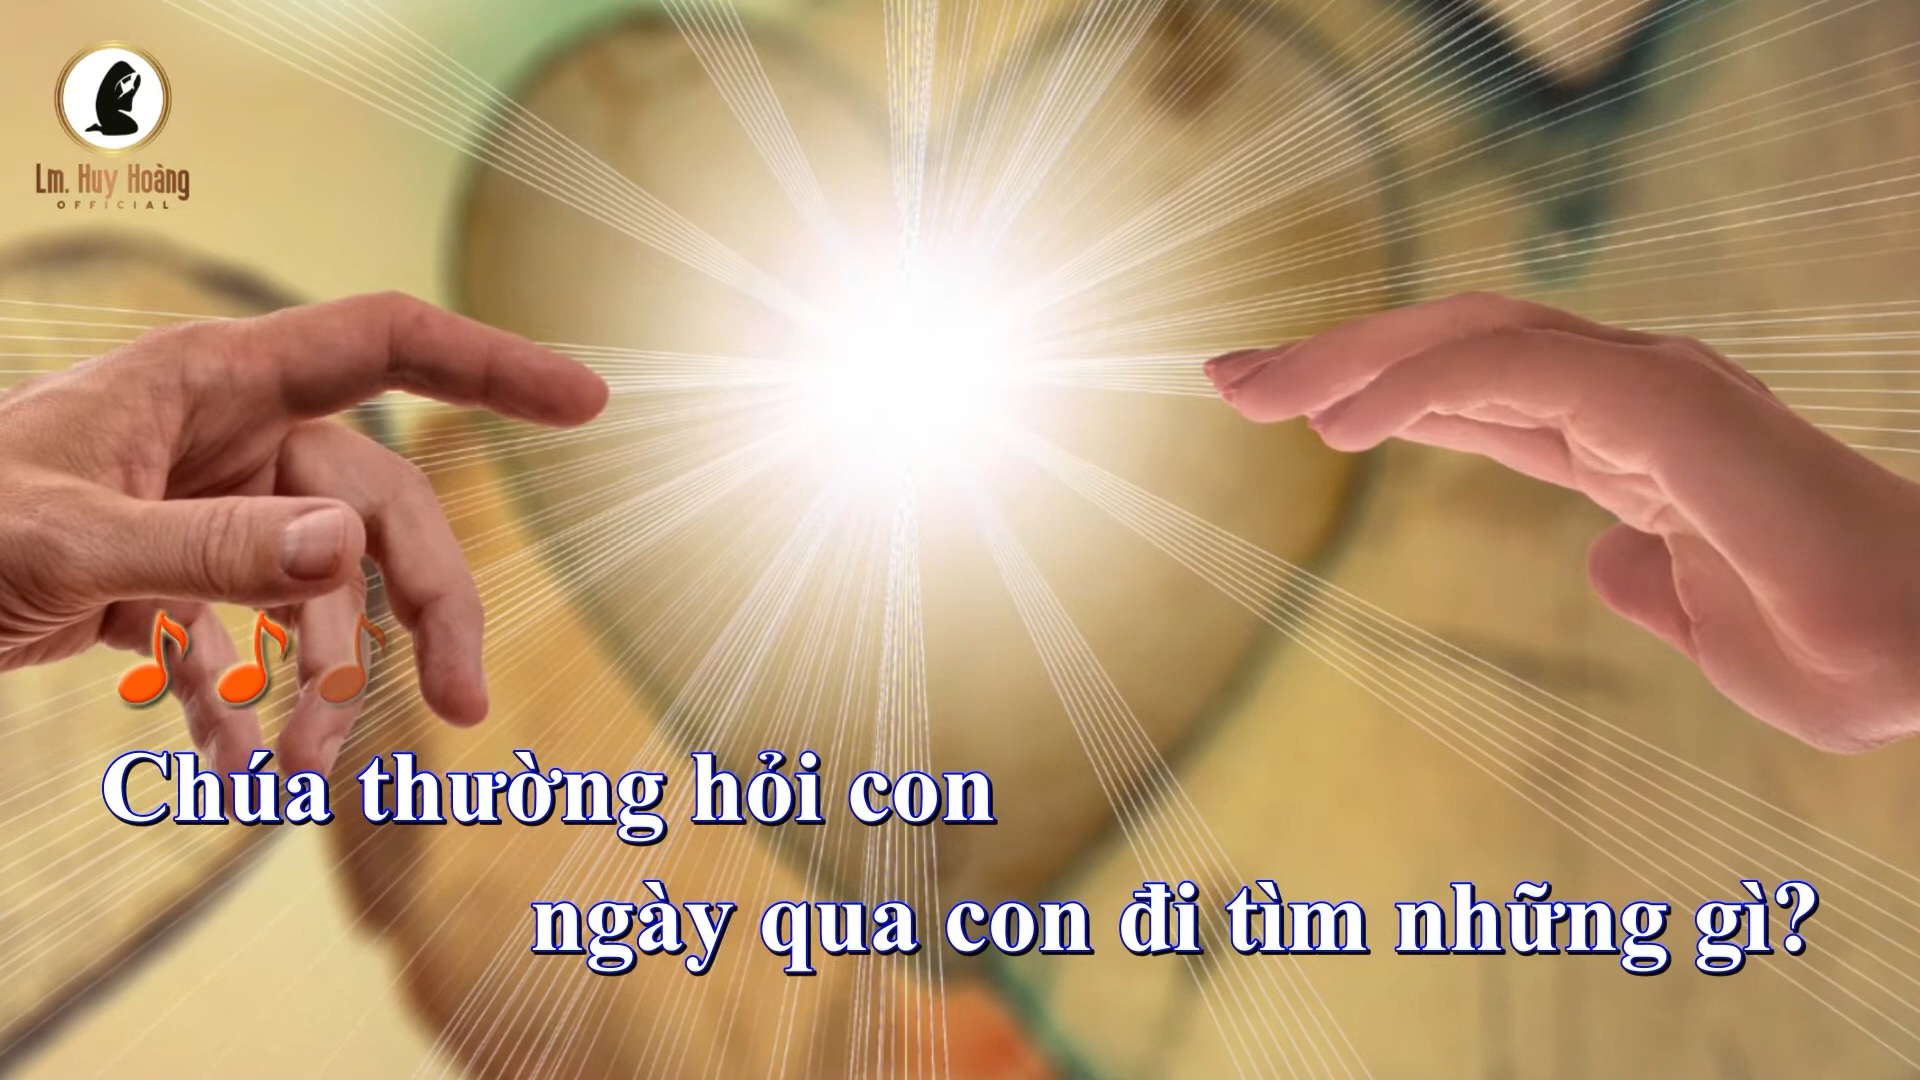 Lm. Huy Hoàng
OFFICIAL
Chúa thường hỏi con
ngày qua con đi tìm những gì?